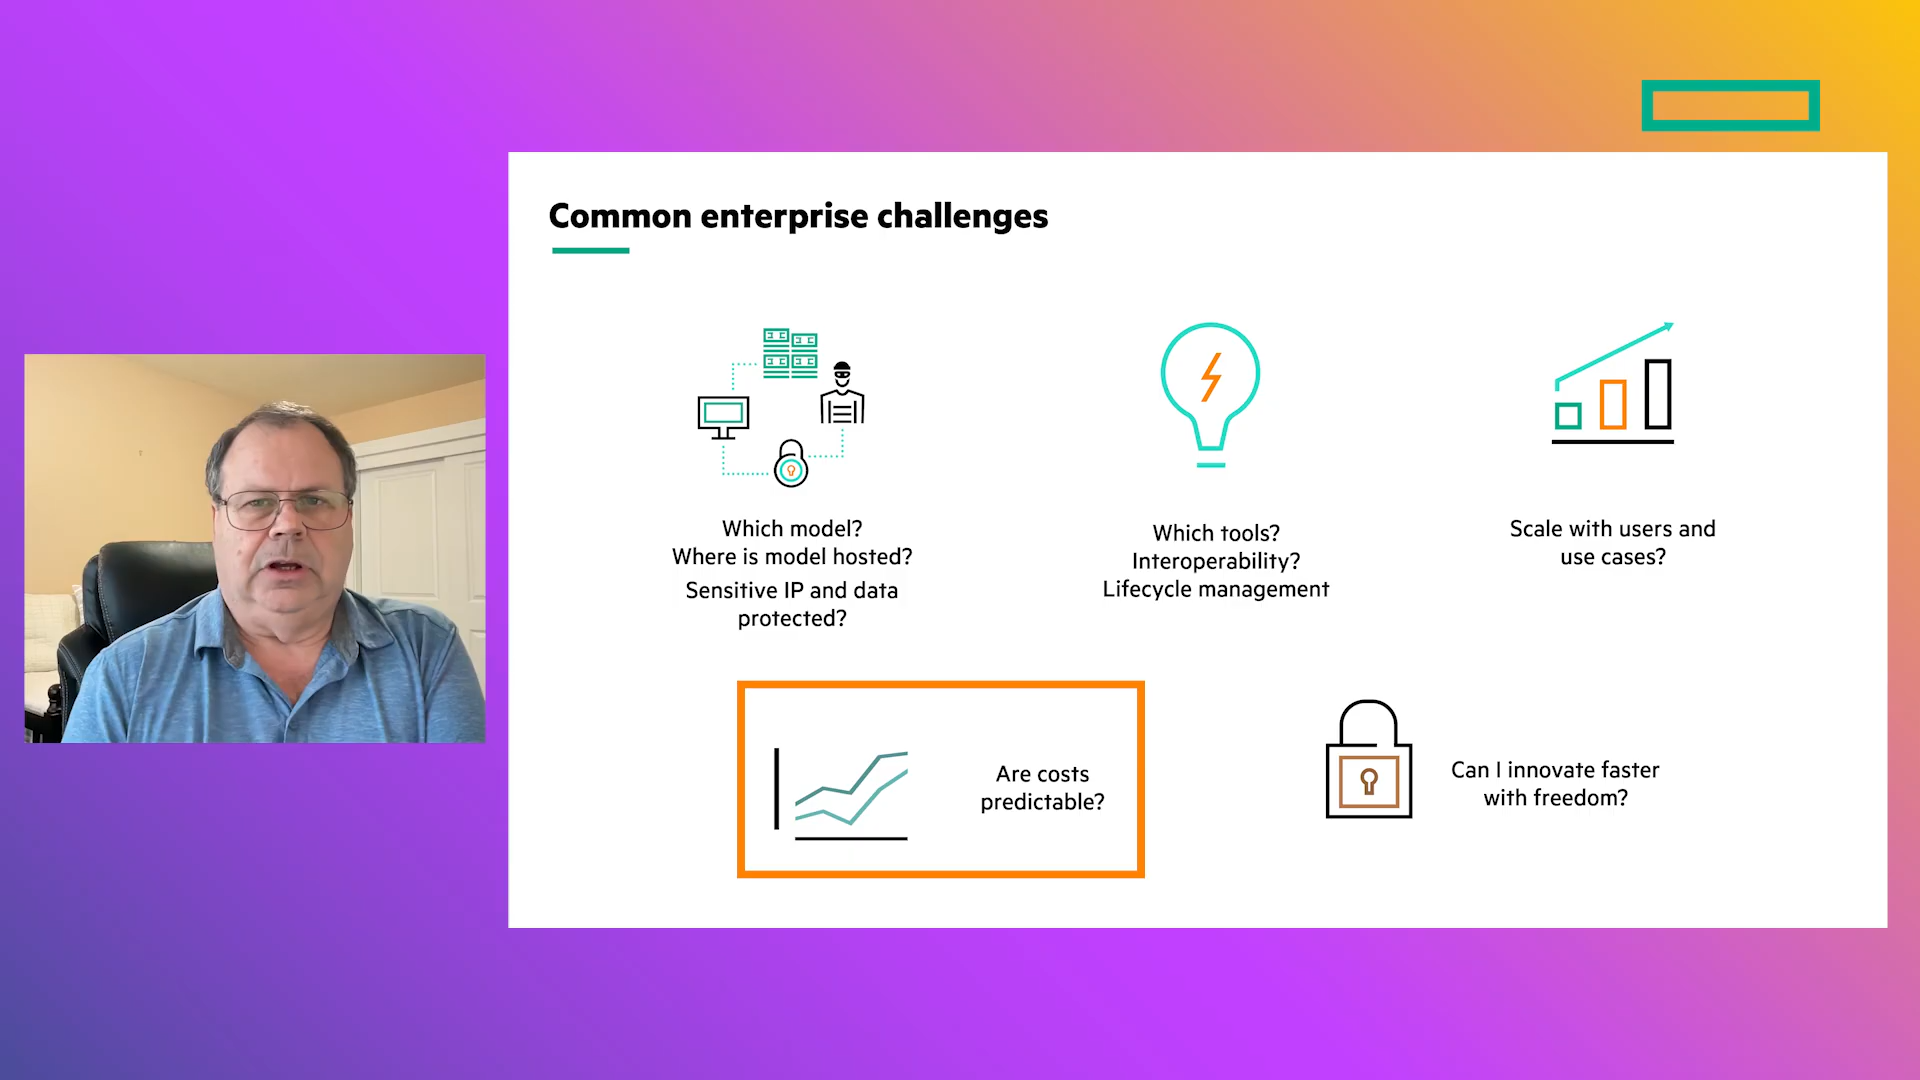 Common enterprise challenges
Which model?
Where is model hosted?
Sensitive IP and data
protected?
Which tools?
Interoperability?
Lifecycle management
Scale with users and
use cases?
Are costs
predictable?
Can I innovate faster
with freedom?